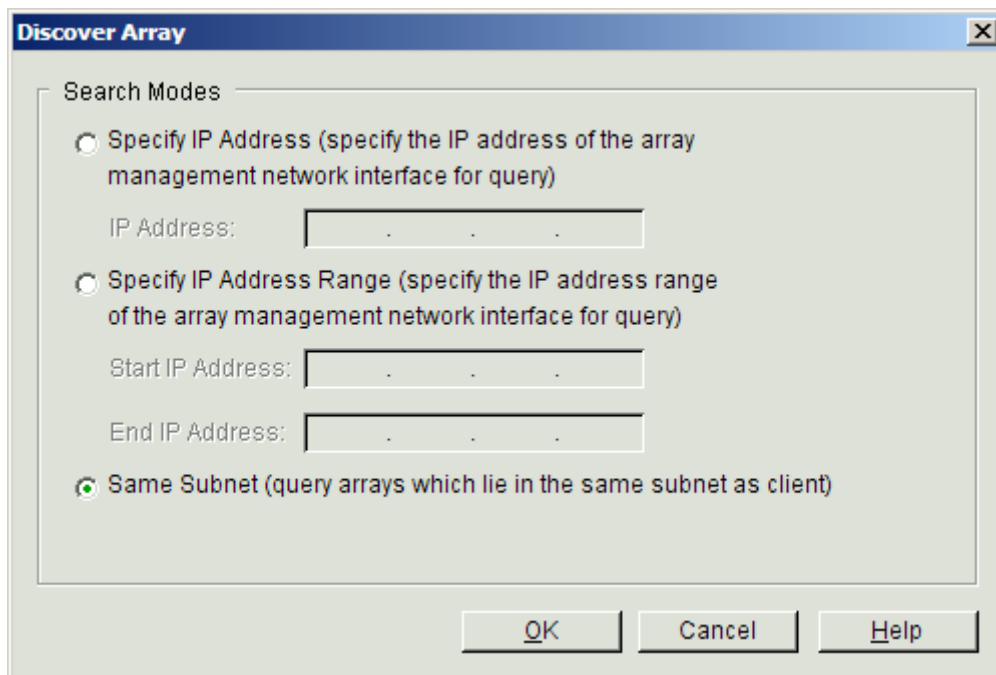 Discover Array
Search Modes
Specify IP Address (specify the IP address of the array
management network interface for query)
IP Address: . . .
Specify IP Address Range (specify the IP address range
of the array management network interface for query)
Start IP Address: . . .
End IP Address: . . .
Same Subnet (query arrays which lie in the same subnet as client)
OK Cancel Help